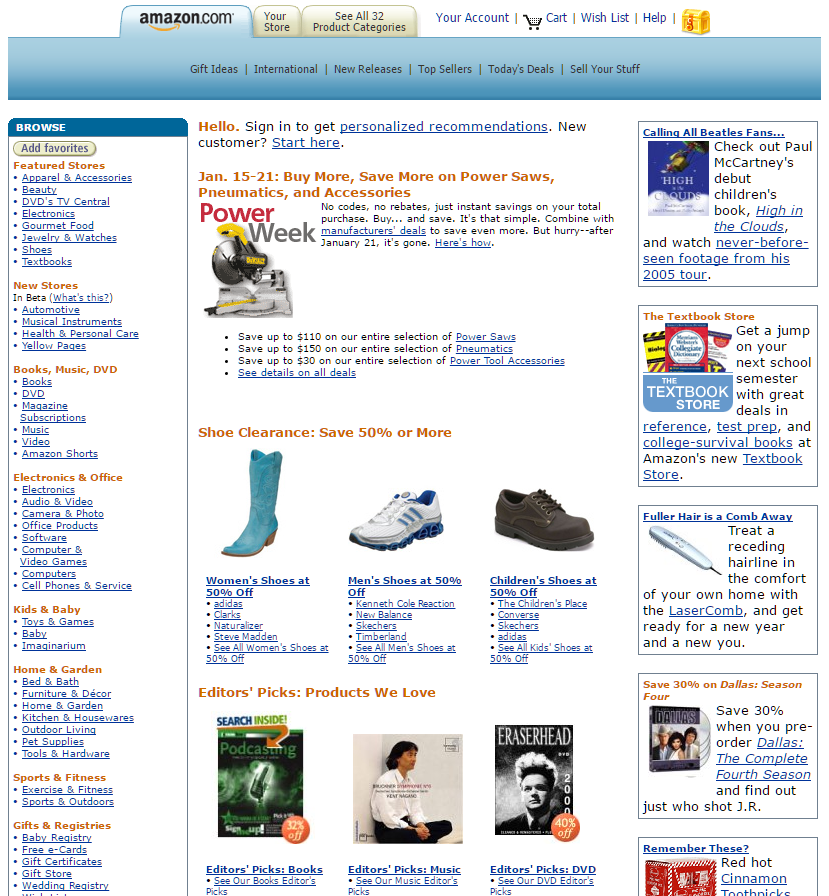 amazon.com
Your
Store
See All 32
Product Categories
Your Account | Cart | Wish List | Help |
Gift Ideas | International | New Releases | Top Sellers | Today's Deals | Sell Your Stuff
BROWSE
Add favorites
Featured Stores
• Apparel & Accessories
• Beauty
• DVD's TV Central
• Electronics
• Gourmet Food
• Jewelry & Watches
• Shoes
• Textbooks
New Stores
In Beta (What's this?)
• Automotive
• Musical Instruments
• Health & Personal Care
• Yellow Pages
Books, Music, DVD
• Books
• DVD
• Magazine
Subscriptions
• Music
• Video
• Amazon Shorts
Electronics & Office
• Electronics
• Audio & Video
• Camera & Photo
• Office Products
• Software
• Computer &
Video Games
• Computers
• Cell Phones & Service
Kids & Baby
• Toys & Games
• Baby
• Imaginarium
Home & Garden
• Bed & Bath
• Furniture & Décor
• Home & Garden
• Kitchen & Housewares
• Outdoor Living
• Pet Supplies
• Tools & Hardware
Sports & Fitness
• Exercise & Fitness
• Sports & Outdoors
Gifts & Registries
• Baby Registry
• Free e-Cards
• Gift Certificates
• Gift Store
• Wedding Registry
Hello. Sign in to get personalized recommendations. New
customer? Start here.
Jan. 15-21: Buy More, Save More on Power Saws,
Pneumatics, and Accessories
Power
Week
DEWALT
No codes, no rebates, just instant savings on your total
purchase. Buy... and save. It's that simple. Combine with
manufacturers' deals to save even more. But hurry--after
January 21, it's gone. Here's how.
• Save up to $110 on our entire selection of Power Saws
• Save up to $150 on our entire selection of Pneumatics
• Save up to $30 on our entire selection of Power Tool Accessories
• See details on all deals
Shoe Clearance: Save 50% or More
Women's Shoes at
50% Off
• adidas
• Clarks
• Naturalizer
• Steve Madden
• See All Women's Shoes at
50% Off
Men's Shoes at 50%
Off
• Kenneth Cole Reaction
• New Balance
• Skechers
• Timberland
• See All Men's Shoes at
50% Off
Children's Shoes at
50% Off
• The Children's Place
• Converse
• Skechers
• adidas
• See All Kids' Shoes at
50% Off
Editors' Picks: Products We Love
SEARCH INSIDE!
Podcasting
32%
off
BRUCKNER SYMPHONIE
KENT NAGANO
ERASERHEAD
DVD
2000
40%
off
Editors' Picks: Books
• See Our Books Editor's
Picks
Editors' Picks: Music
• See Our Music Editor's
Picks
Editors' Picks: DVD
• See Our DVD Editor's
Picks
Calling All Beatles Fans...
HIGH
in the
CLOUDS
Check out Paul
McCartney's
debut
children's
book, High in
the Clouds,
and watch never-before-
seen footage from his
2005 tour.
The Textbook Store
Merriam-
Webster's
Collegiate
Dictionary
THE
TEXTBOOK
STORE
Get a jump
on your
next school
semester
with great
deals in
reference, test prep, and
college-survival books at
Amazon's new Textbook
Store.
Fuller Hair is a Comb Away
Treat a
receding
hairline in
the comfort
of your own home with
the LaserComb, and get
ready for a new year
and a new you.
Save 30% on Dallas: Season
Four
DALLAS
Save 30%
when you pre-
order Dallas:
The Complete
Fourth Season
and find out
just who shot J.R.
Remember These?
Red hot
Cinnamon
Toothpicks